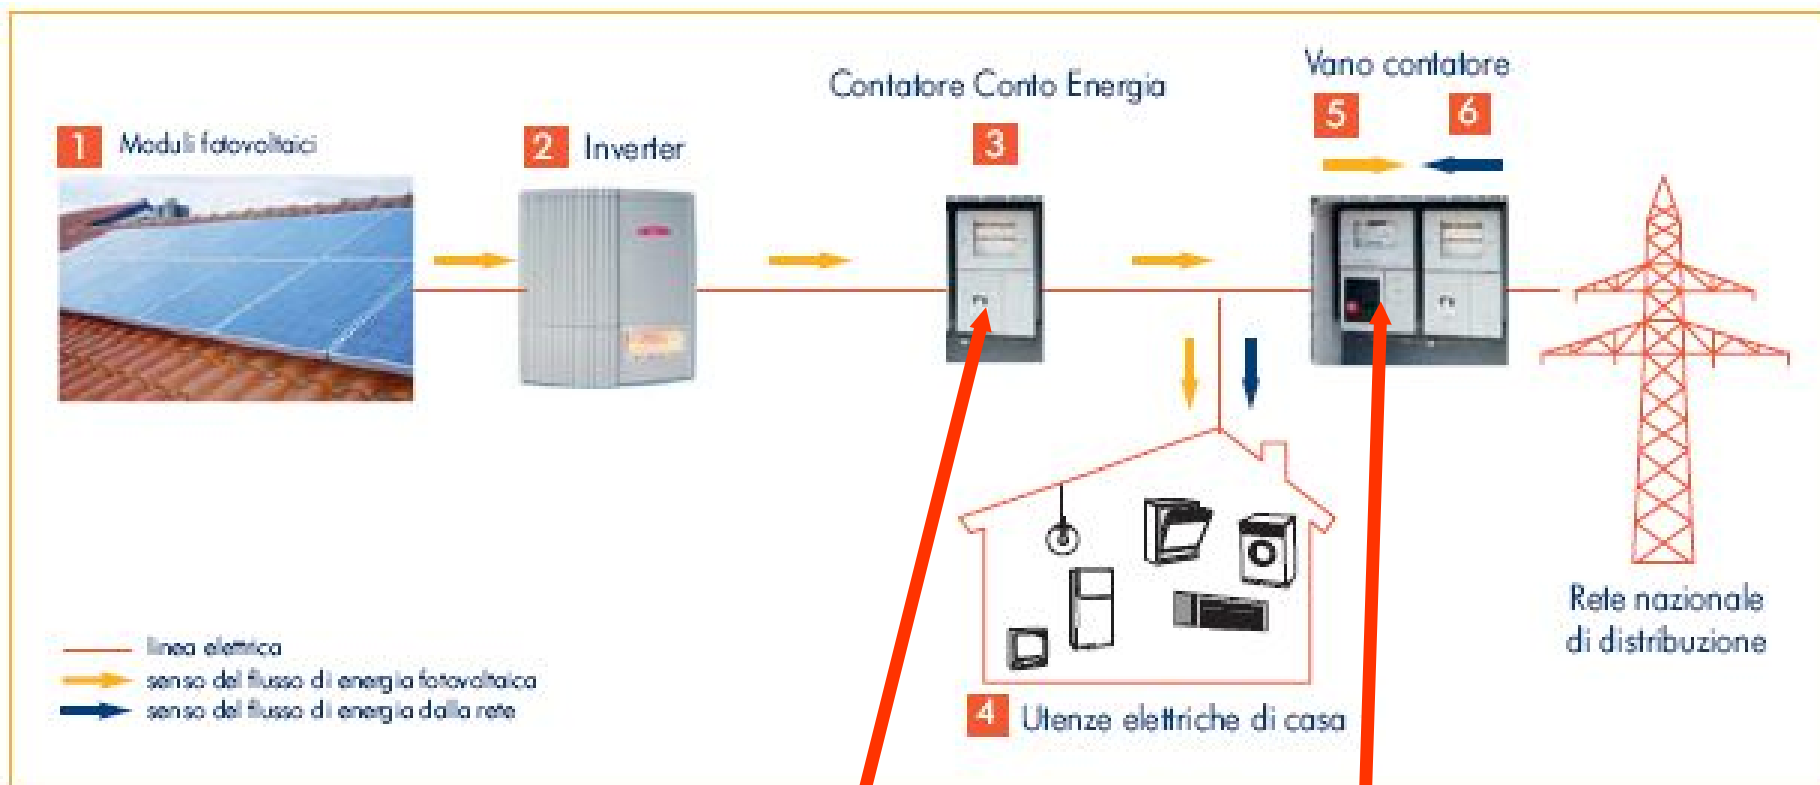 1 Moduli fotovoltaici
2 Inverter
Contatore Conto Energia
3
Vano contatore
5 6
Rete nazionale
di distribuzione
linea elettrica
senso del flusso di energia fotovoltaica
senso del flusso di energia dalla rete
4 Utenze elettriche di casa